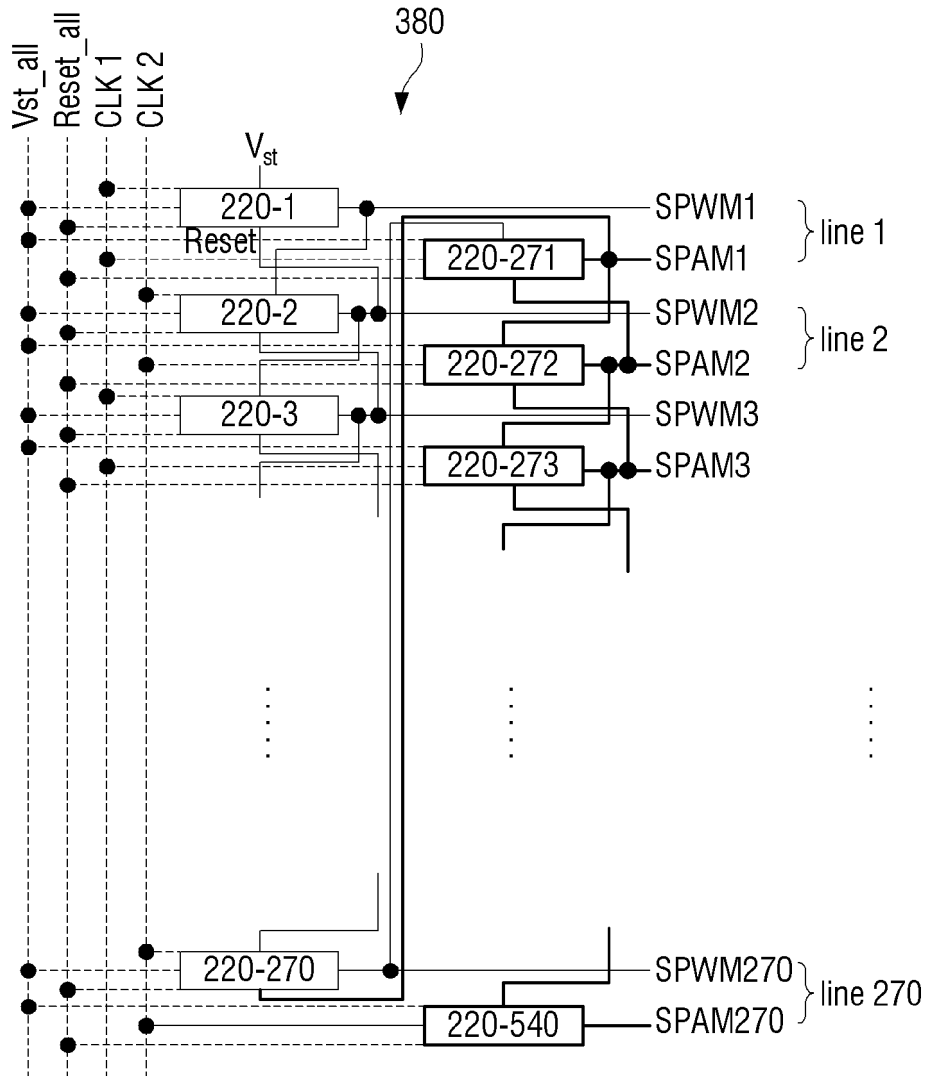 380
Vst_all
Reset_all
CLK 1
CLK 2
Vst
220-1
SPWM1
Reset
line 1
220-271
SPAM1
220-2
SPWM2
line 2
220-272
SPAM2
220-3
SPWM3
220-273
SPAM3
220-270
SPWM270
line 270
220-540
SPAM270